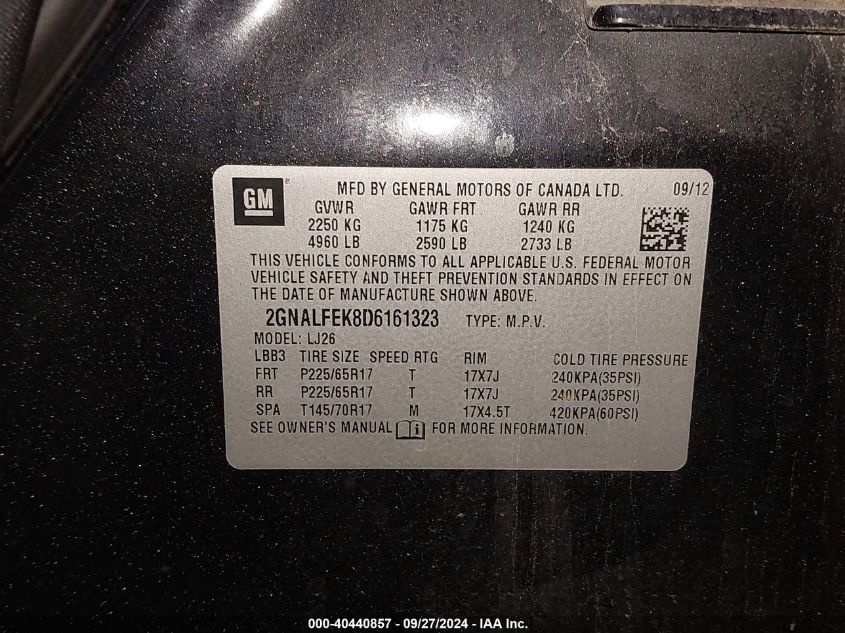 GM
MFD BY GENERAL MOTORS OF CANADA LTD. 09/12
GVWR GAWR FRT GAWR RR
2250 KG 1175 KG 1240 KG
4960 LB 2590 LB 2733 LB
THIS VEHICLE CONFORMS TO ALL APPLICABLE U.S. FEDERAL MOTOR
VEHICLE SAFETY AND THEFT PREVENTION STANDARDS IN EFFECT ON
THE DATE OF MANUFACTURE SHOWN ABOVE.
2GNALFEK8D6161323 TYPE: M.P.V.
MODEL: LJ26
LBB3 TIRE SIZE SPEED RTG RIM COLD TIRE PRESSURE
FRT P225/65R17 T 17X7J 240KPA(35PSI)
RR P225/65R17 T 17X7J 240KPA(35PSI)
SPA T145/70R17 M 17X4.5T 420KPA(60PSI)
SEE OWNER'S MANUAL FOR MORE INFORMATION.
000-40440857 - 09/27/2024 - IAA Inc.